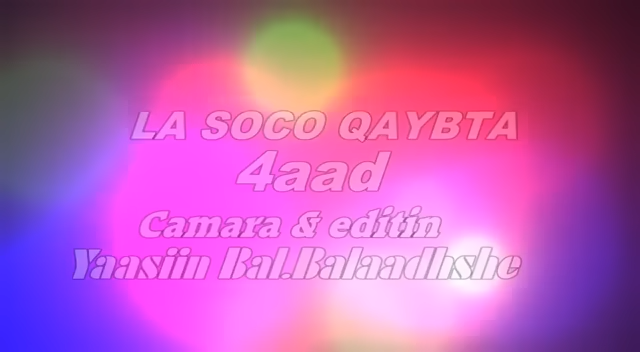 LA SOCO QAYBTA
4aad
Camara & editin
Yaasiin Bal.Balaadhshe